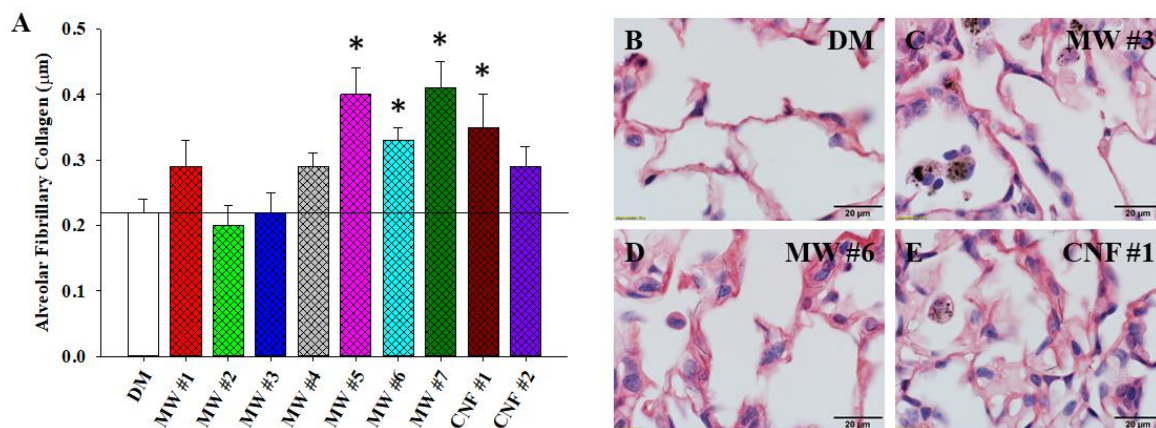 A
Alveolar Fibrillary Collagen (μm)
0.5
0.4
0.3
0.2
0.1
0.0
*
*
*
*
DM
MW #1
MW #2
MW #3
MW #4
MW #5
MW #6
MW #7
CNF #1
CNF #2
B DM
20 μm
C MW #3
20 μm
D MW #6
20 μm
E CNF #1
20 μm